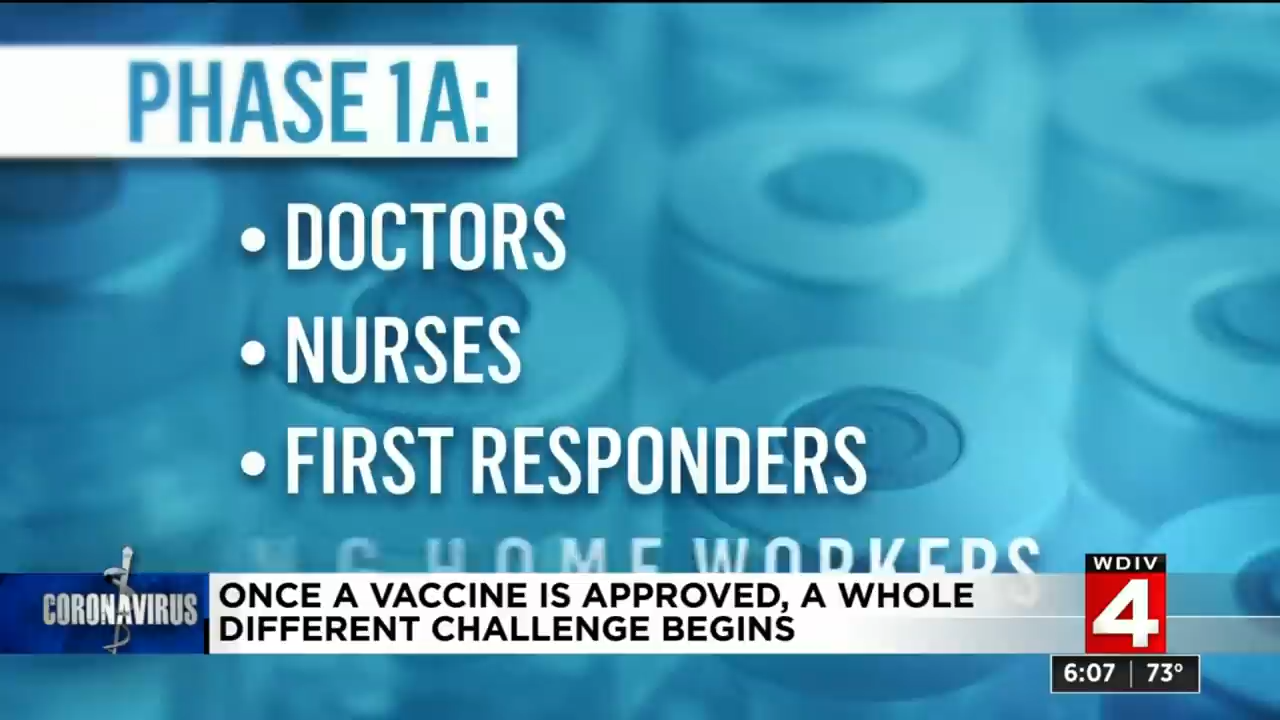 PHASE 1A:
• DOCTORS
• NURSES
• FIRST RESPONDERS
HOME WORKERS
CORONAVIRUS
ONCE A VACCINE IS APPROVED, A WHOLE
DIFFERENT CHALLENGE BEGINS
WDIV
4
6:07 | 73°